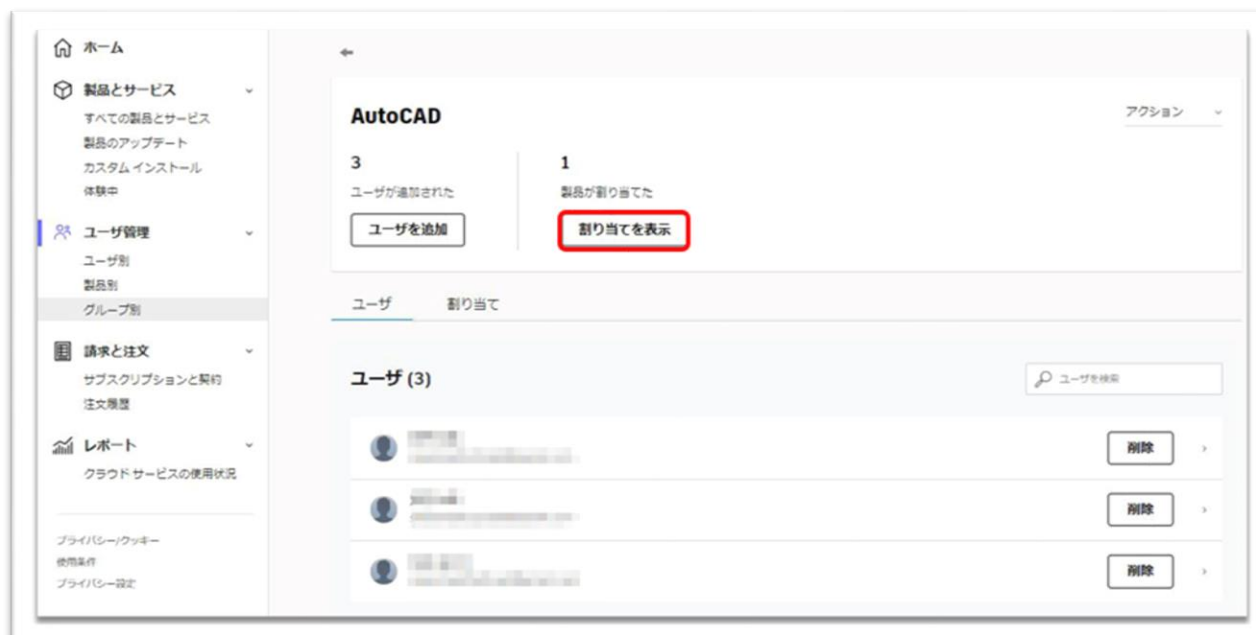 ホーム
製品とサービス
すべての製品とサービス
製品のアップデート
カスタム インストール
体験中
ユーザ管理
ユーザ別
製品別
グループ別
請求と注文
サブスクリプションと契約
注文履歴
レポート
クラウド サービスの使用状況
プライバシー/クッキー
使用条件
プライバシー設定
AutoCAD
アクション
3
ユーザが追加された
ユーザを追加
1
製品が割り当てた
割り当てを表示
ユーザ 割り当て
ユーザ (3)
ユーザを検索
削除
削除
削除